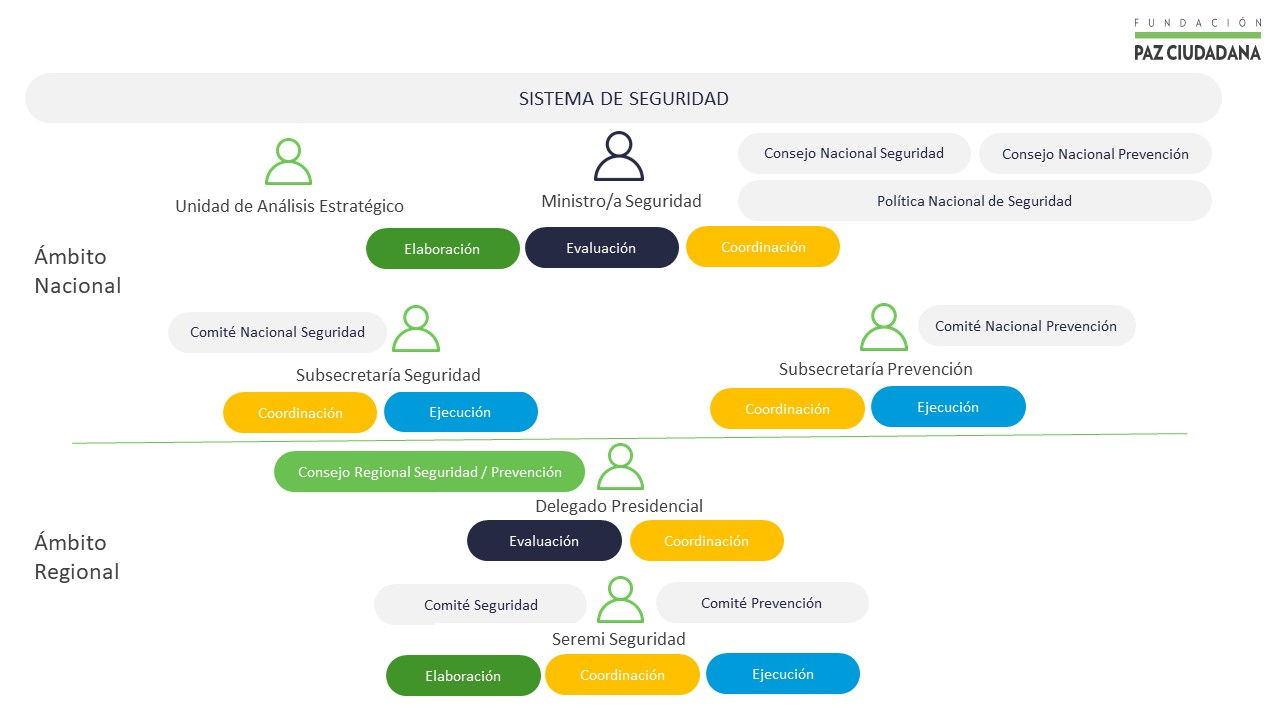 FUNDACIÓN
PAZ CIUDADANA
SISTEMA DE SEGURIDAD
Consejo Nacional Seguridad
Consejo Nacional Prevención
Unidad de Análisis Estratégico
Ministro/a Seguridad
Política Nacional de Seguridad
Elaboración
Evaluación
Coordinación
Ámbito
Nacional
Comité Nacional Seguridad
Comité Nacional Prevención
Subsecretaría Seguridad
Subsecretaría Prevención
Coordinación
Ejecución
Coordinación
Ejecución
Consejo Regional Seguridad / Prevención
Delegado Presidencial
Evaluación
Coordinación
Ámbito
Regional
Comité Seguridad
Comité Prevención
Seremi Seguridad
Elaboración
Coordinación
Ejecución